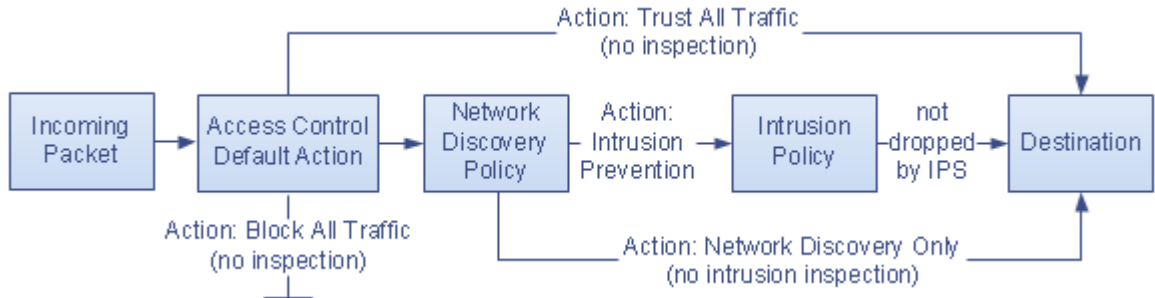 Action: Trust All Traffic
(no inspection)
Incoming
Packet
Access Control
Default Action
Network
Discovery
Policy
Action:
Intrusion
Prevention
Intrusion
Policy
not
dropped
by IPS
Destination
Action: Block All Traffic
(no inspection)
Action: Network Discovery Only
(no intrusion inspection)